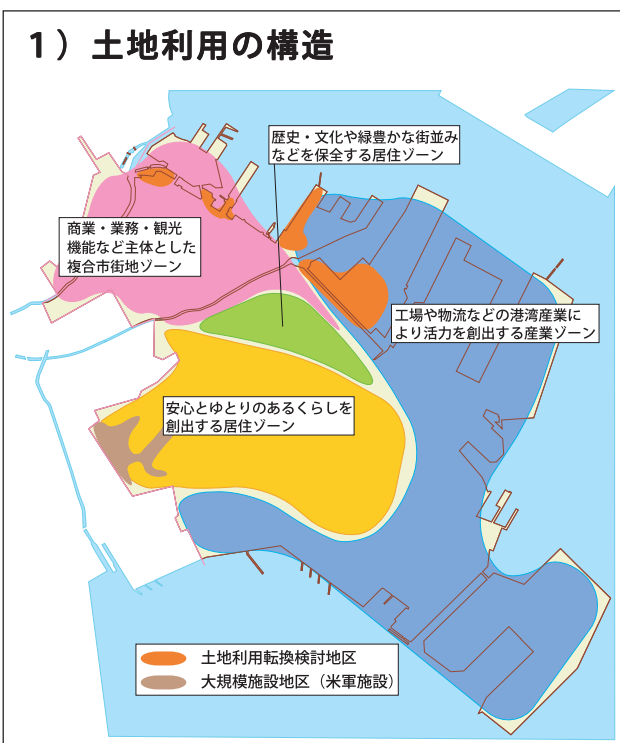 1）土地利用の構造
歴史・文化や緑豊かな街並み
などを保全する居住ゾーン
商業・業務・観光
機能など主体とした
複合市街地ゾーン
工場や物流などの港湾産業に
より活力を創出する産業ゾーン
安心とゆとりのあるくらしを
創出する居住ゾーン
土地利用転換検討地区
大規模施設地区（米軍施設）